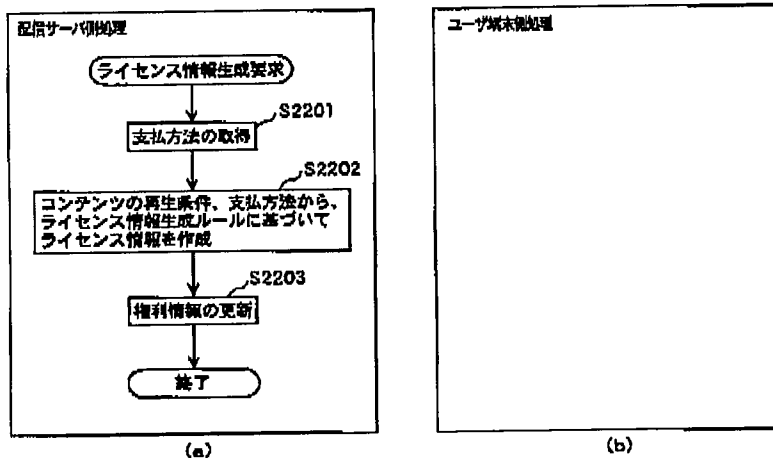 配信サーバ側処理
ライセンス情報生成要求
S2201
支払方法の取得
S2202
コンテンツの再生条件、支払方法から、
ライセンス情報生成ルールに基づいて
ライセンス情報を作成
S2203
権利情報の更新
終了
(a)
ユーザ端末側処理
(b)